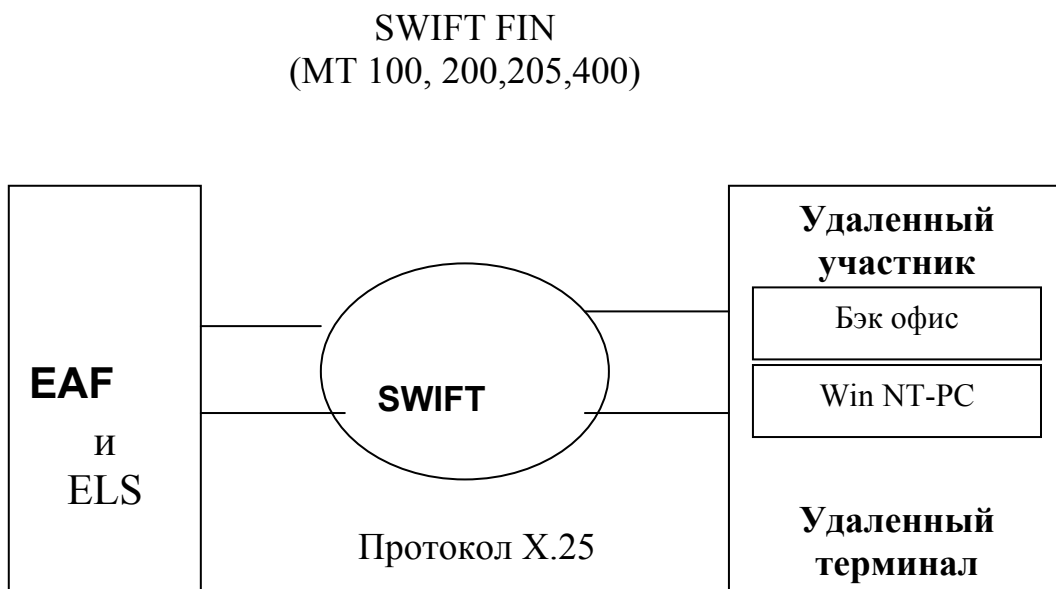 SWIFT FIN
(MT 100, 200,205,400)
EAF
и
ELS
SWIFT
Протокол X.25
Удаленный
участник
Бэк офис
Win NT-PC
Удаленный
терминал